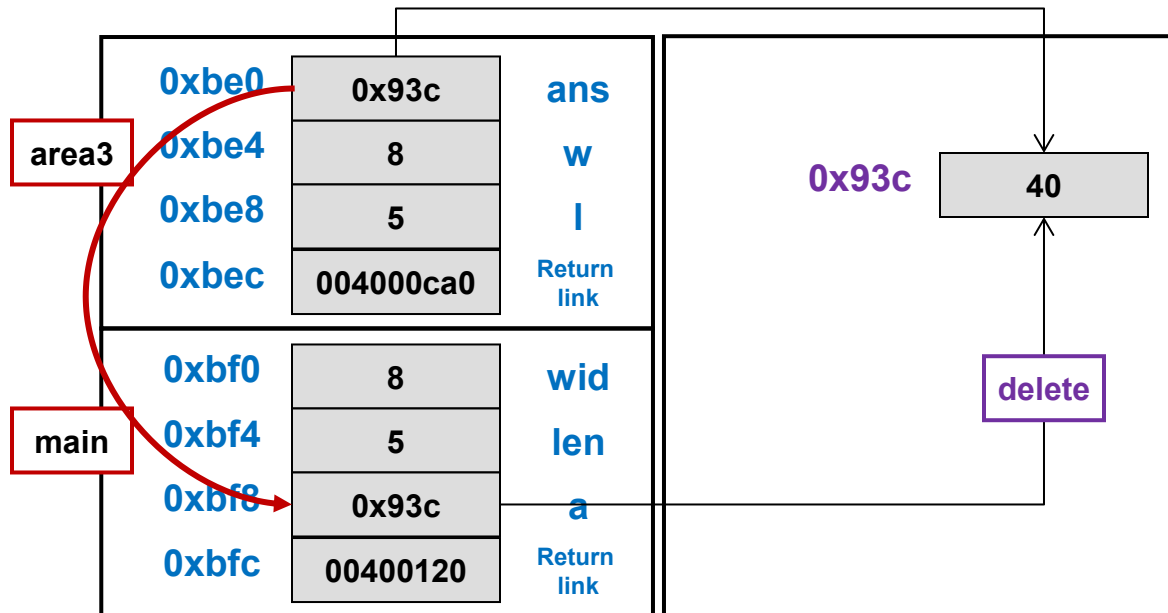 area3
0xbe0 0x93c ans
0xbe4 8 w
0xbe8 5 l
0xbec 004000ca0 Return
link
main
0xbf0 8 wid
0xbf4 5 len
0xbf8 0x93c a
0xbfc 00400120 Return
link
0x93c 40
delete